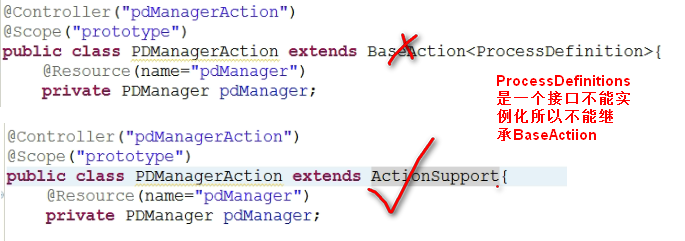 @Controller("pdManagerAction")
@Scope("prototype")
public class PDManagerAction extends BaseAction<ProcessDefinition>{
@Resource(name="pdManager")
private PDManager pdManager;
ProcessDefinitions
是一个接口不能实
例化所以不能继
承BaseActiion
@Controller("pdManagerAction")
@Scope("prototype")
public class PDManagerAction extends ActionSupport{
@Resource(name="pdManager")
private PDManager pdManager;